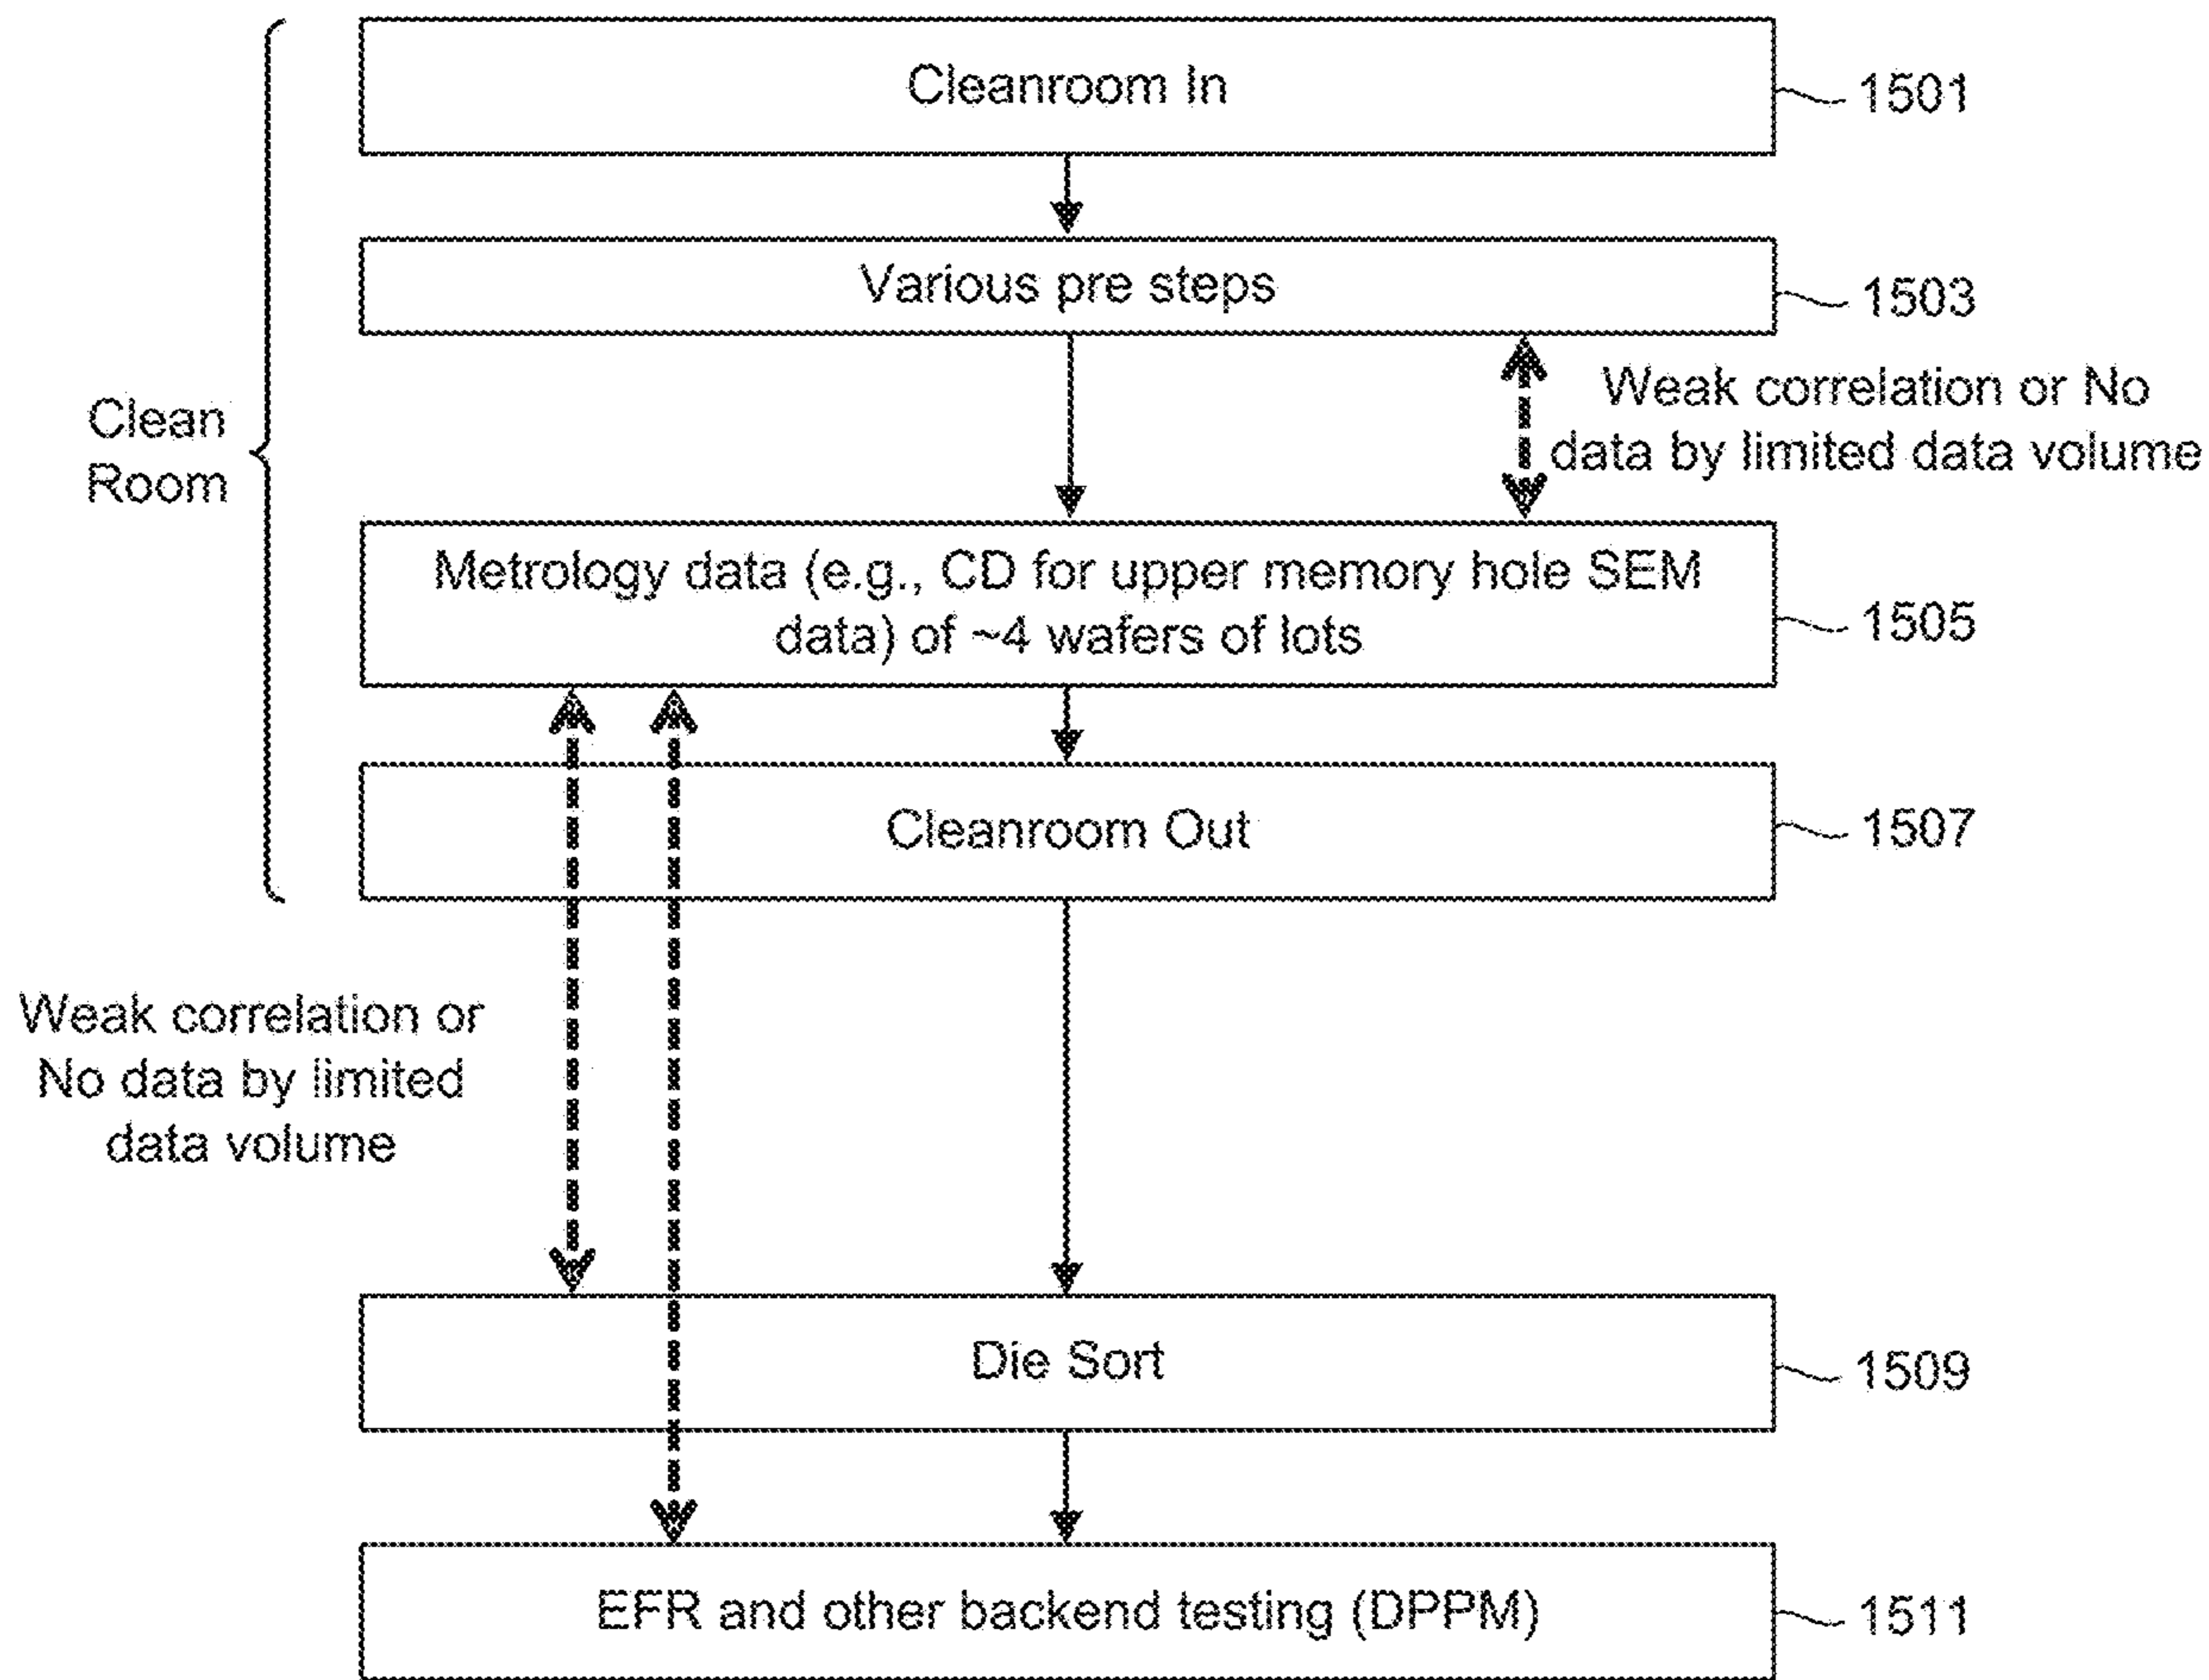 Cleanroom In
1501
Various pre steps
1503
Weak correlation or No
data by limited data volume
Clean
Room
Metrology data (e.g., CD for upper memory hole SEM
data) of ~4 wafers of lots
1505
Cleanroom Out
1507
Weak correlation or
No data by limited
data volume
Die Sort
1509
EFR and other backend testing (DPPM)
1511